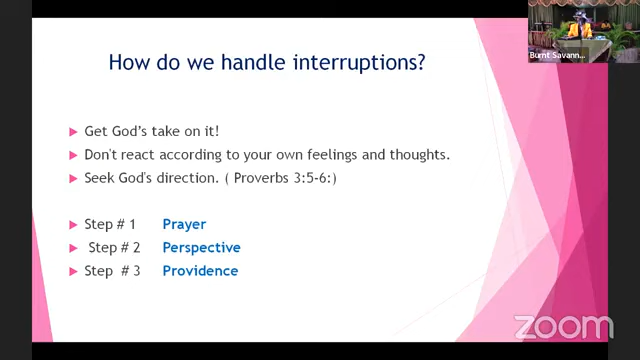 How do we handle interruptions?
Burnt Savann...
Get God's take on it!
Don't react according to your own feelings and thoughts.
Seek God's direction. ( Proverbs 3:5-6:)
Step # 1 Prayer
Step # 2 Perspective
Step # 3 Providence
zoom